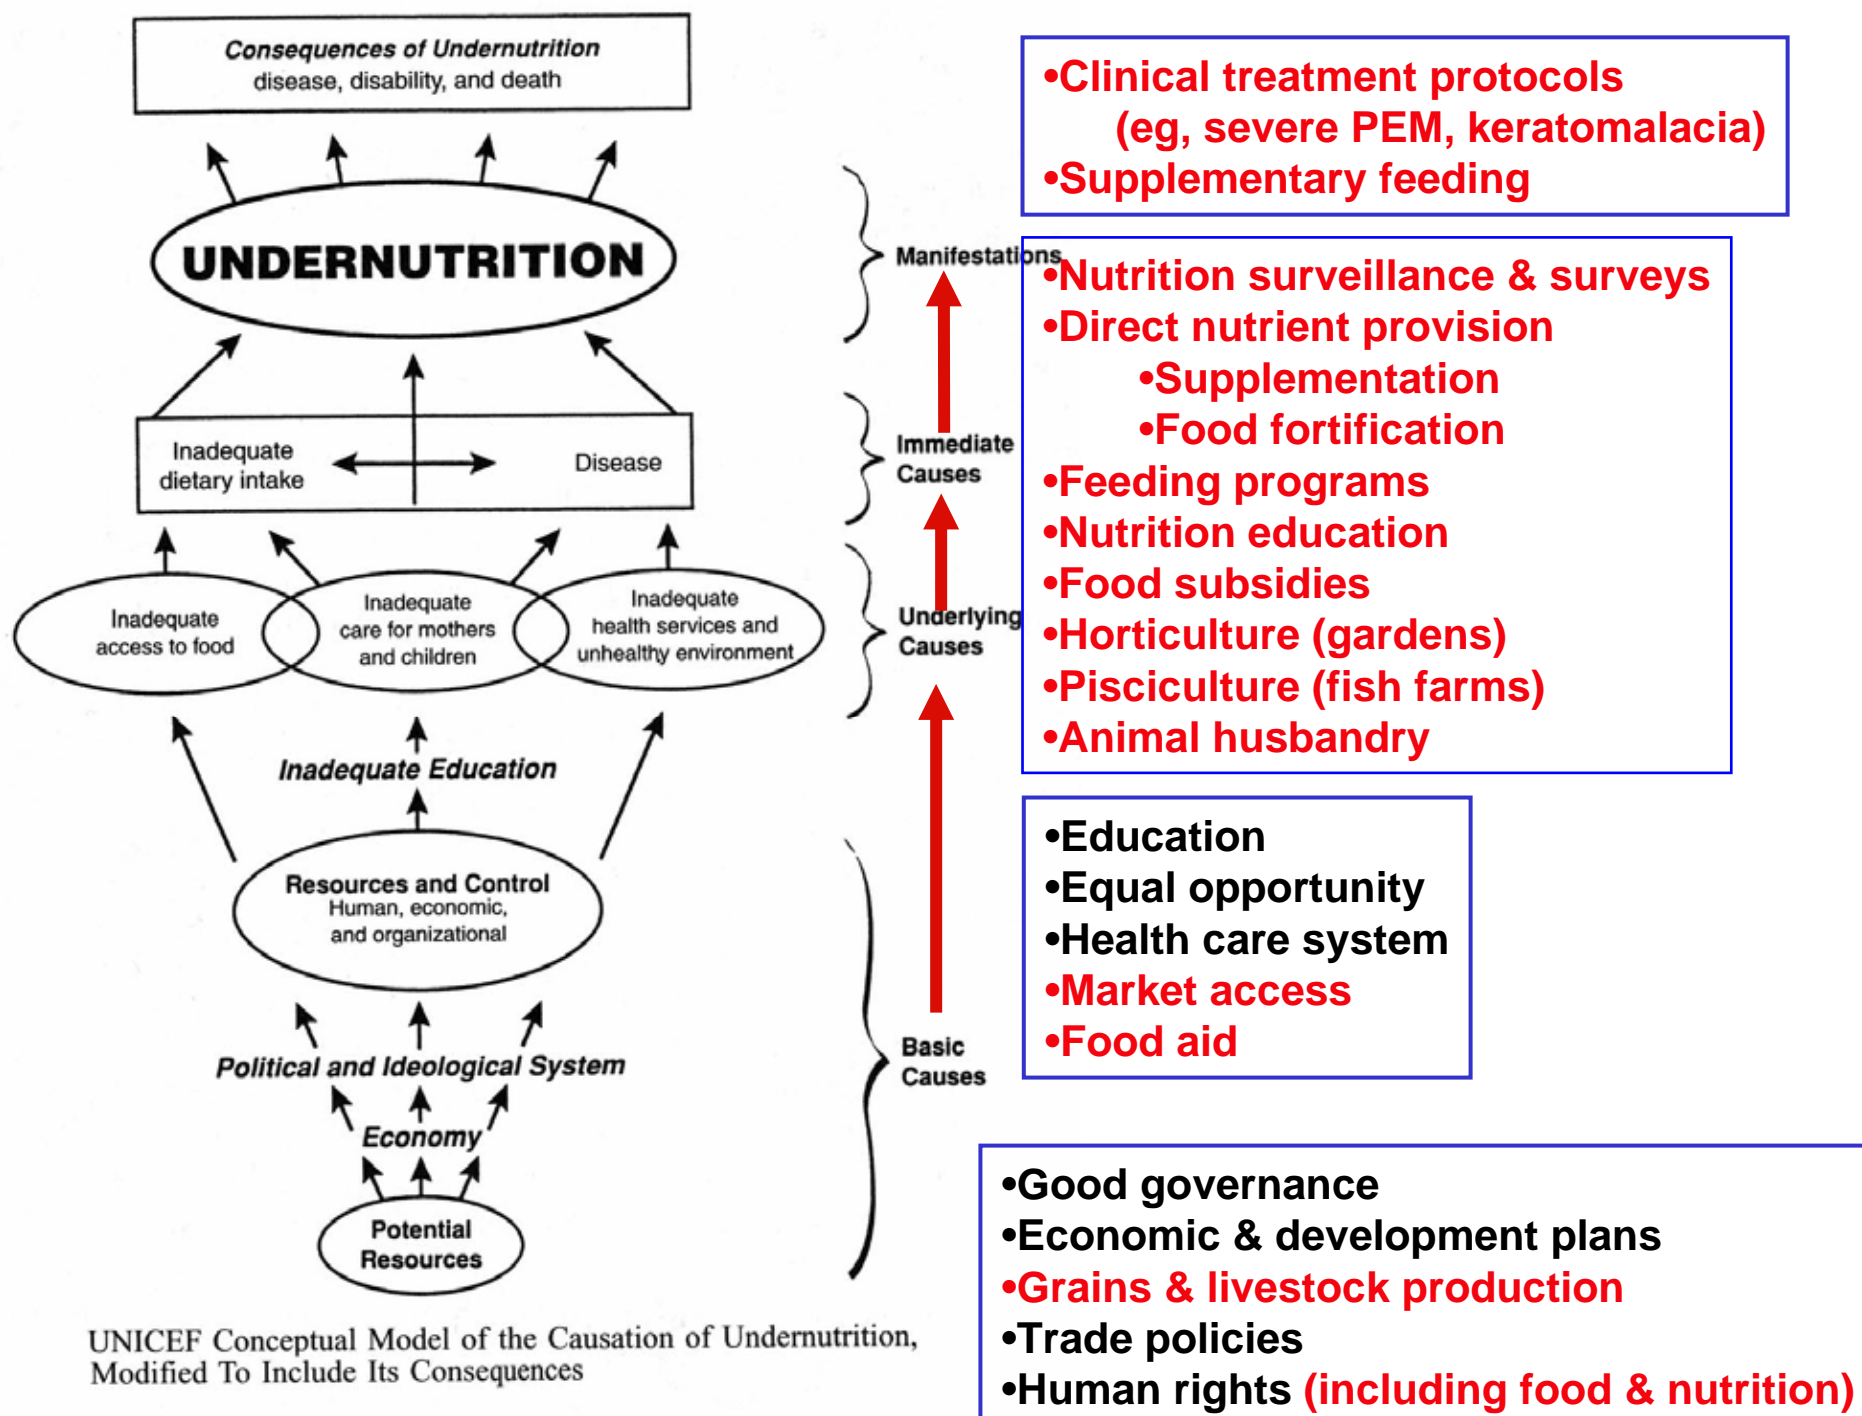 Consequences of Undernutrition
disease, disability, and death
UNDERNUTRITION
Manifestations
Inadequate
dietary intake
Disease
Immediate
Causes
Inadequate
access to food
Inadequate
care for mothers
and children
Inadequate
health services and
unhealthy environment
Underlying
Causes
Inadequate Education
Resources and Control
Human, economic,
and organizational
Political and Ideological System
Economy
Potential
Resources
Basic
Causes
UNICEF Conceptual Model of the Causation of Undernutrition,
Modified To Include Its Consequences
•Clinical treatment protocols
(eg, severe PEM, keratomalacia)
•Supplementary feeding
•Nutrition surveillance & surveys
•Direct nutrient provision
•Supplementation
•Food fortification
•Feeding programs
•Nutrition education
•Food subsidies
•Horticulture (gardens)
•Pisciculture (fish farms)
•Animal husbandry
•Education
•Equal opportunity
•Health care system
•Market access
•Food aid
•Good governance
•Economic & development plans
•Grains & livestock production
•Trade policies
•Human rights (including food & nutrition)